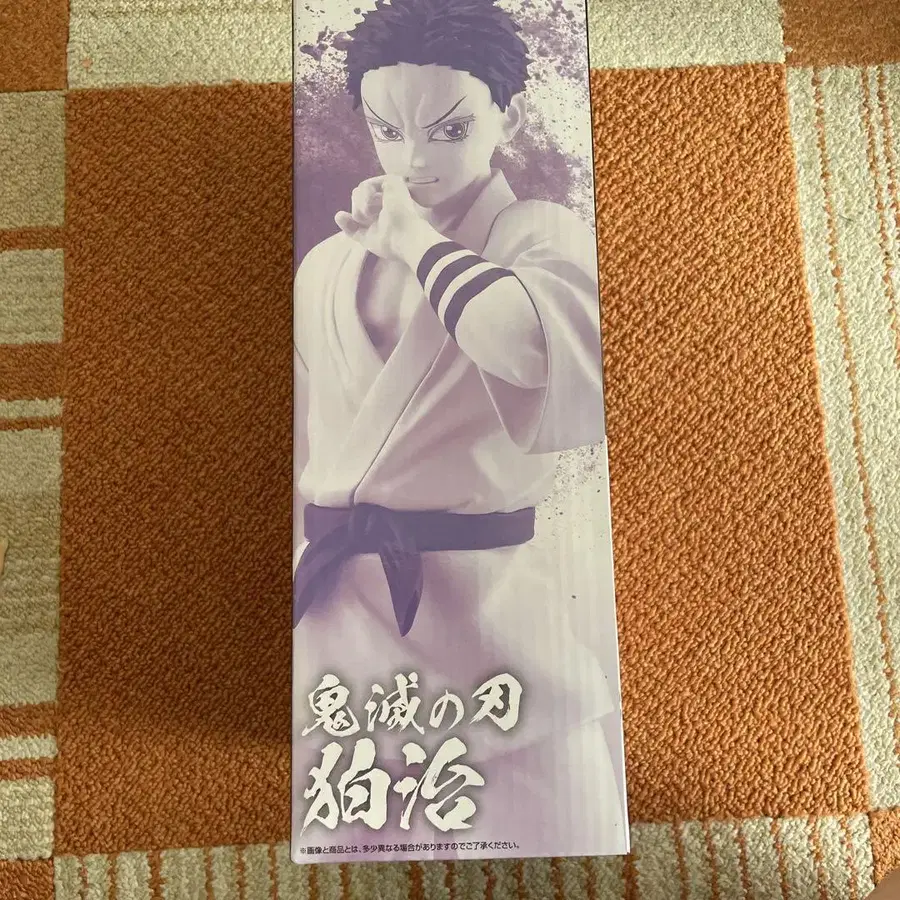 鬼滅の刃
狛治
※画像と商品とは、多少異なる場合がありますのでご了承ください。